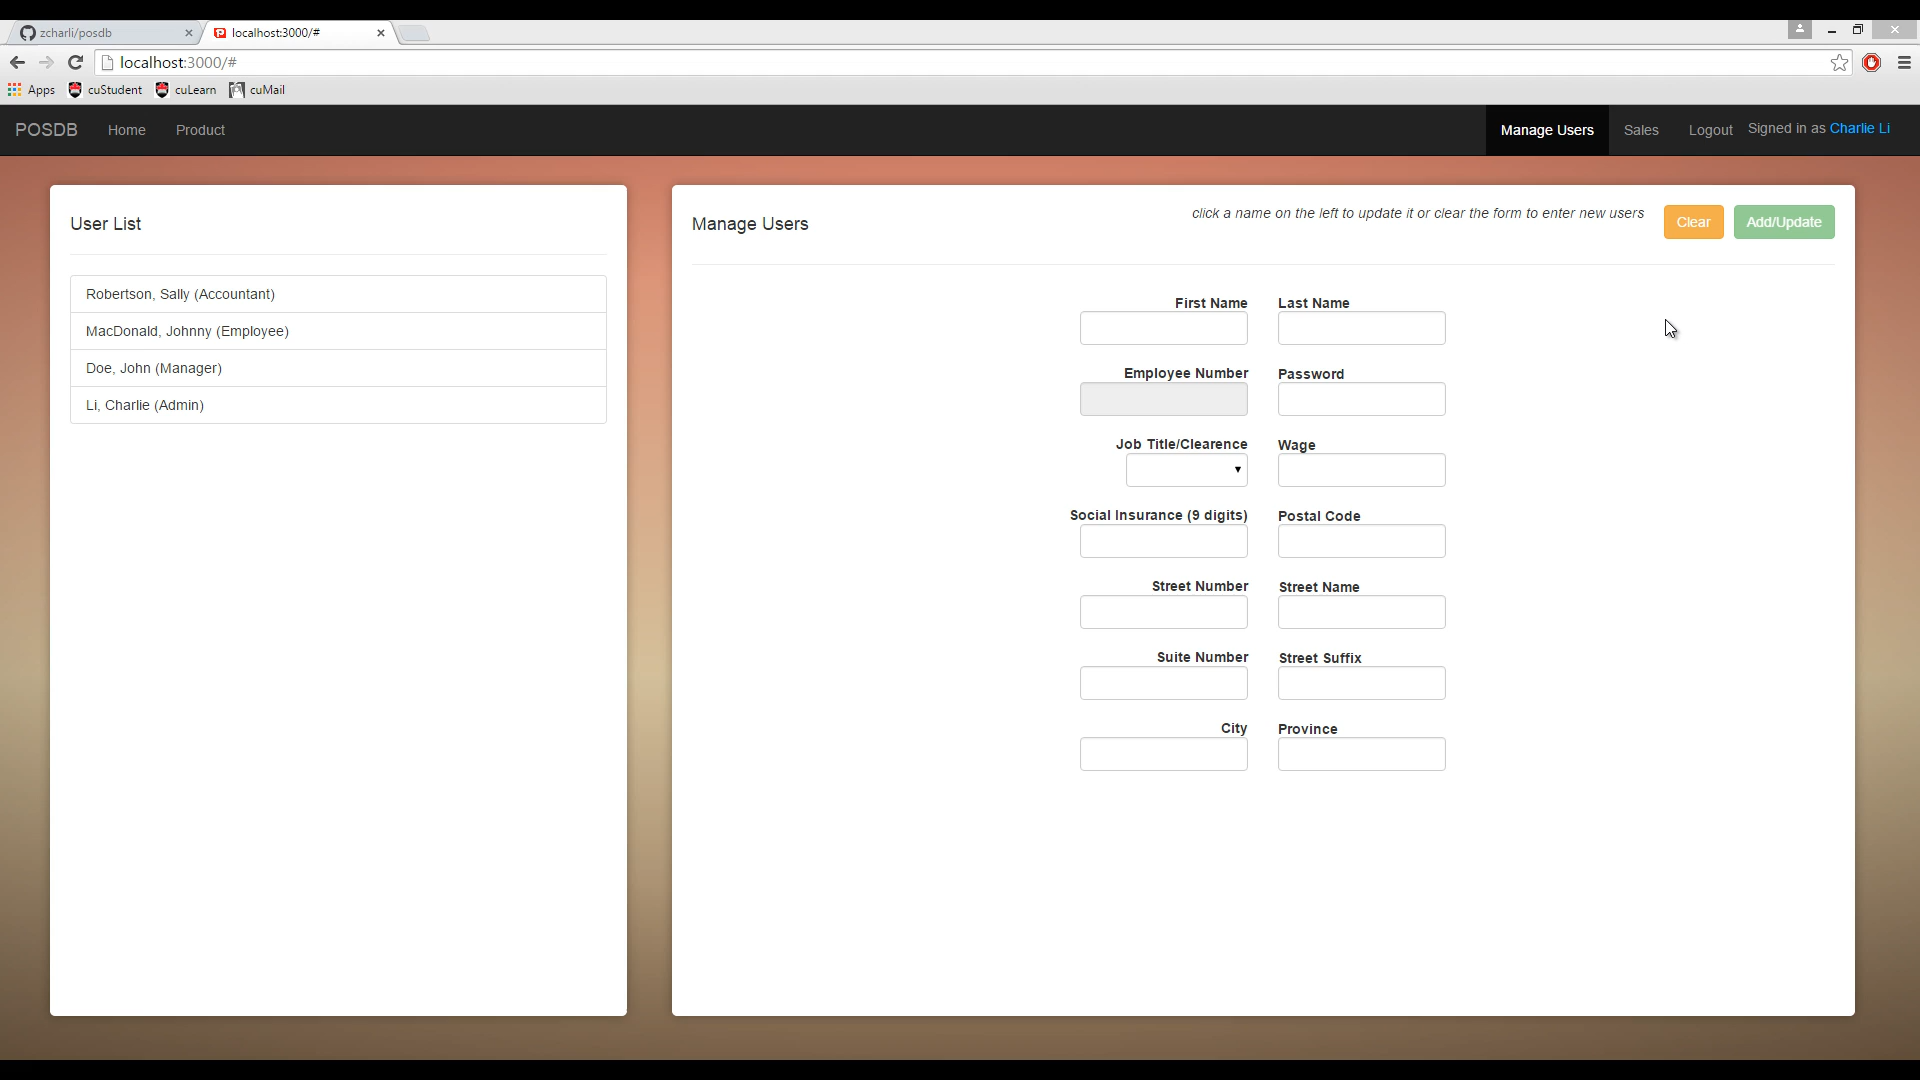 zcharli/posdb
localhost:3000/#
localhost:3000/#
Apps cuStudent cuLearn cuMail
POSDB Home Product Manage Users Sales Logout Signed in as Charlie Li
User List
Robertson, Sally (Accountant)
MacDonald, Johnny (Employee)
Doe, John (Manager)
Li, Charlie (Admin)
Manage Users
click a name on the left to update it or clear the form to enter new users
Clear Add/Update
First Name Last Name
Employee Number Password
Job Title/Clearence Wage
Social Insurance (9 digits) Postal Code
Street Number Street Name
Suite Number Street Suffix
City Province